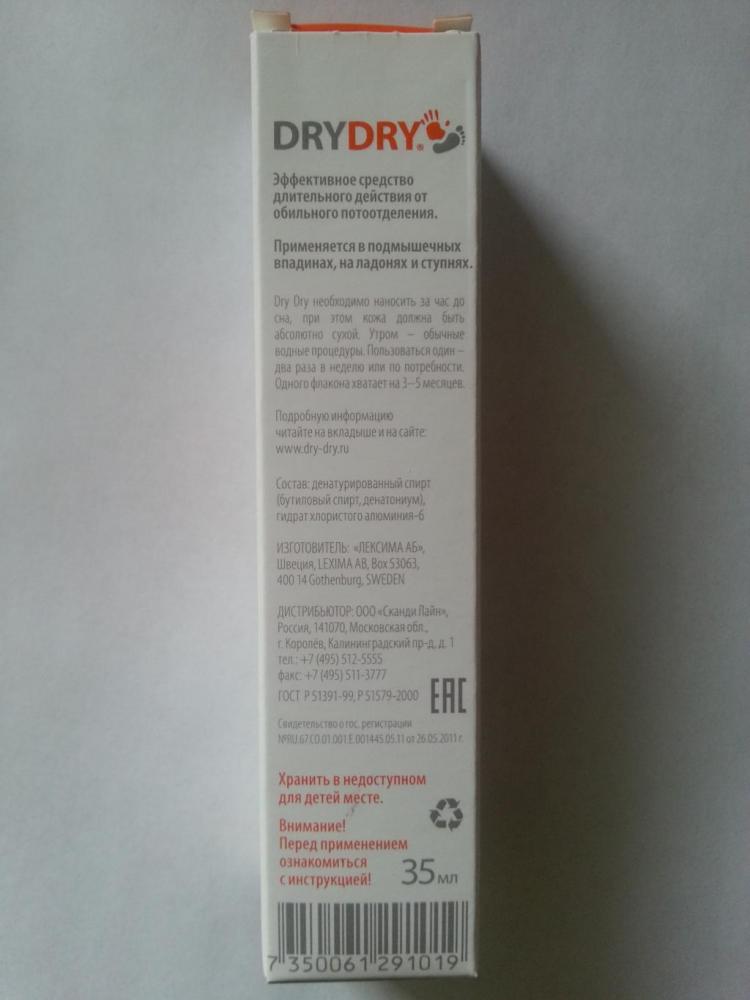 DRYDRY®
Эффективное средство
длительного действия от
обильного потоотделения.
Применяется в подмышечных
впадинах, на ладонях и ступнях.
Dry Dry необходимо наносить за час до
сна, при этом кожа должна быть
абсолютно сухой. Утром – обычные
водные процедуры. Пользоваться один –
два раза в неделю или по потребности.
Одного флакона хватает на 3–5 месяцев.
Подробную информацию
читайте на вкладыше и на сайте:
www.dry-dry.ru
Состав: денатурированный спирт
(бутиловый спирт, денатониум),
гидрат хлористого алюминия-6
ИЗГОТОВИТЕЛЬ: «ЛЕКСИМА АБ»,
Швеция, LEXIMA AB, Box 53063,
400 14 Gothenburg, SWEDEN
ДИСТРИБЬЮТОР: ООО «Сканди Лайн»,
Россия, 141070, Московская обл.,
г. Королёв, Калининградский пр-д, д. 1
тел.: +7 (495) 512-5555
факс: +7 (495) 511-3777
ГОСТ Р 51391-99, Р 51579-2000 EAC
Свидетельство о гос. регистрации
№RU.67.CO.01.001.E.001445.05.11 от 26.05.2011 г.
Хранить в недоступном
для детей месте.
Внимание!
Перед применением
ознакомиться
с инструкцией!
35 мл
7 350061 291019